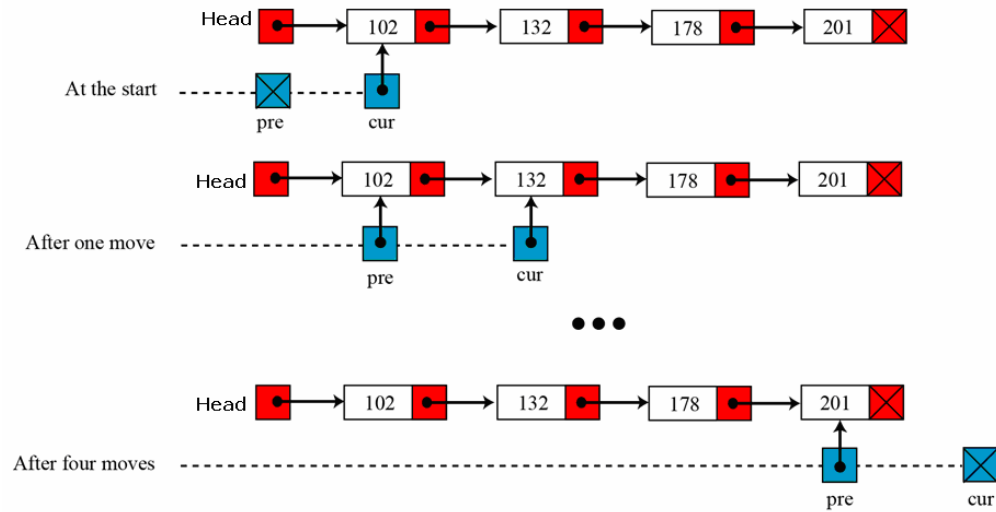 Head 102 132 178 201
At the start
pre cur
Head 102 132 178 201
After one move
pre cur
Head 102 132 178 201
After four moves
pre cur